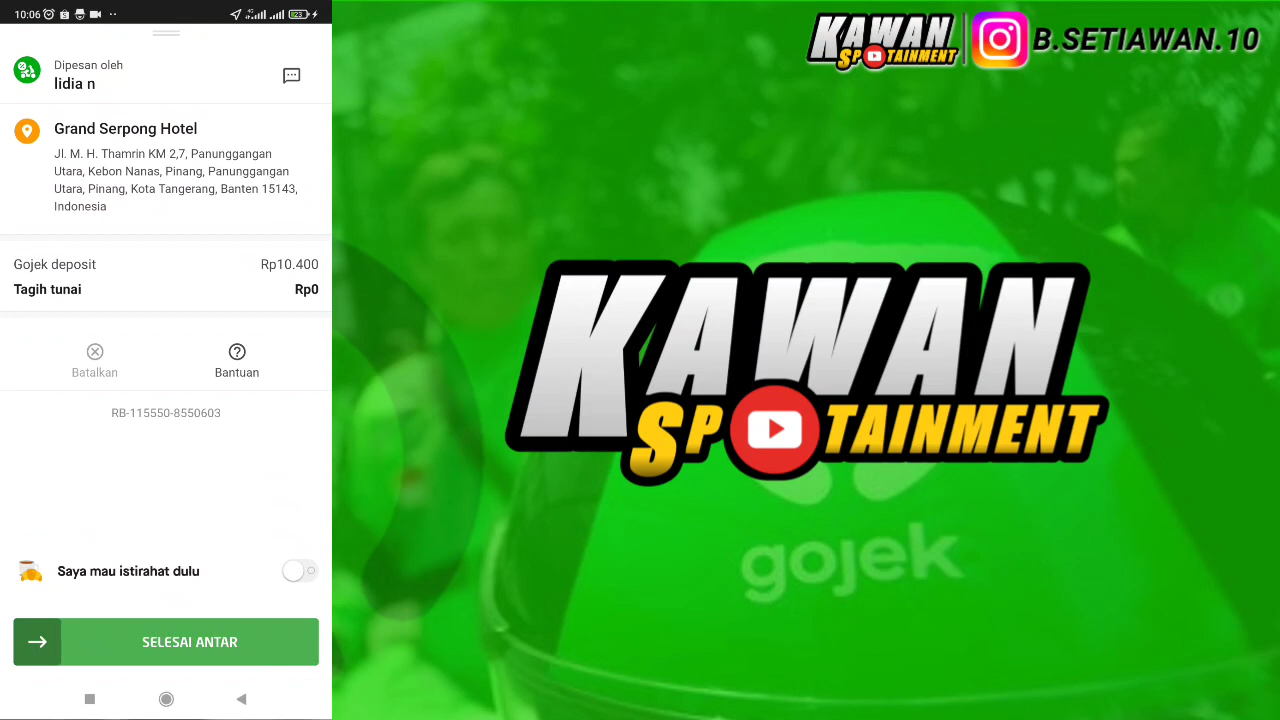 10:06
4G
23
Dipesan oleh
lidia n
Grand Serpong Hotel
Jl. M. H. Thamrin KM 2,7, Panunggangan
Utara, Kebon Nanas, Pinang, Panunggangan
Utara, Pinang, Kota Tangerang, Banten 15143,
Indonesia
Gojek deposit Rp10.400
Tagih tunai Rp0
Batalkan Bantuan
RB-115550-8550603
Saya mau istirahat dulu
SELESAI ANTAR
KAWAN
SP TAINMENT
B.SETIAWAN.10
KAWAN
SP TAINMENT
gojek